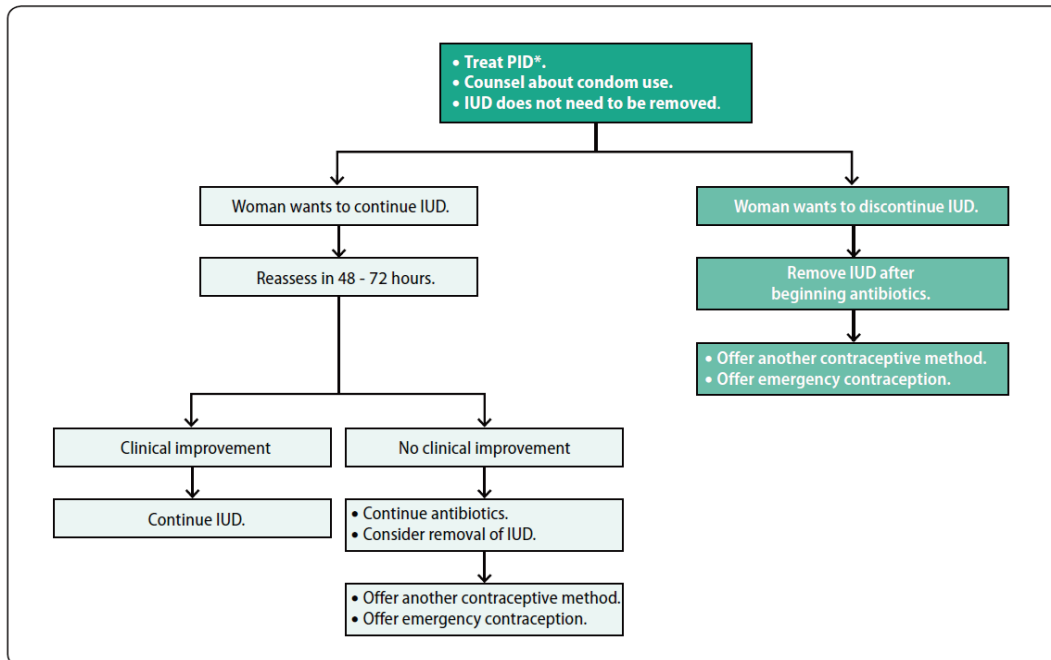 • Treat PID*.
• Counsel about condom use.
• IUD does not need to be removed.
Woman wants to continue IUD.
Woman wants to discontinue IUD.
Reassess in 48 - 72 hours.
Remove IUD after
beginning antibiotics.
• Offer another contraceptive method.
• Offer emergency contraception.
Clinical improvement
No clinical improvement
Continue IUD.
• Continue antibiotics.
• Consider removal of IUD.
• Offer another contraceptive method.
• Offer emergency contraception.